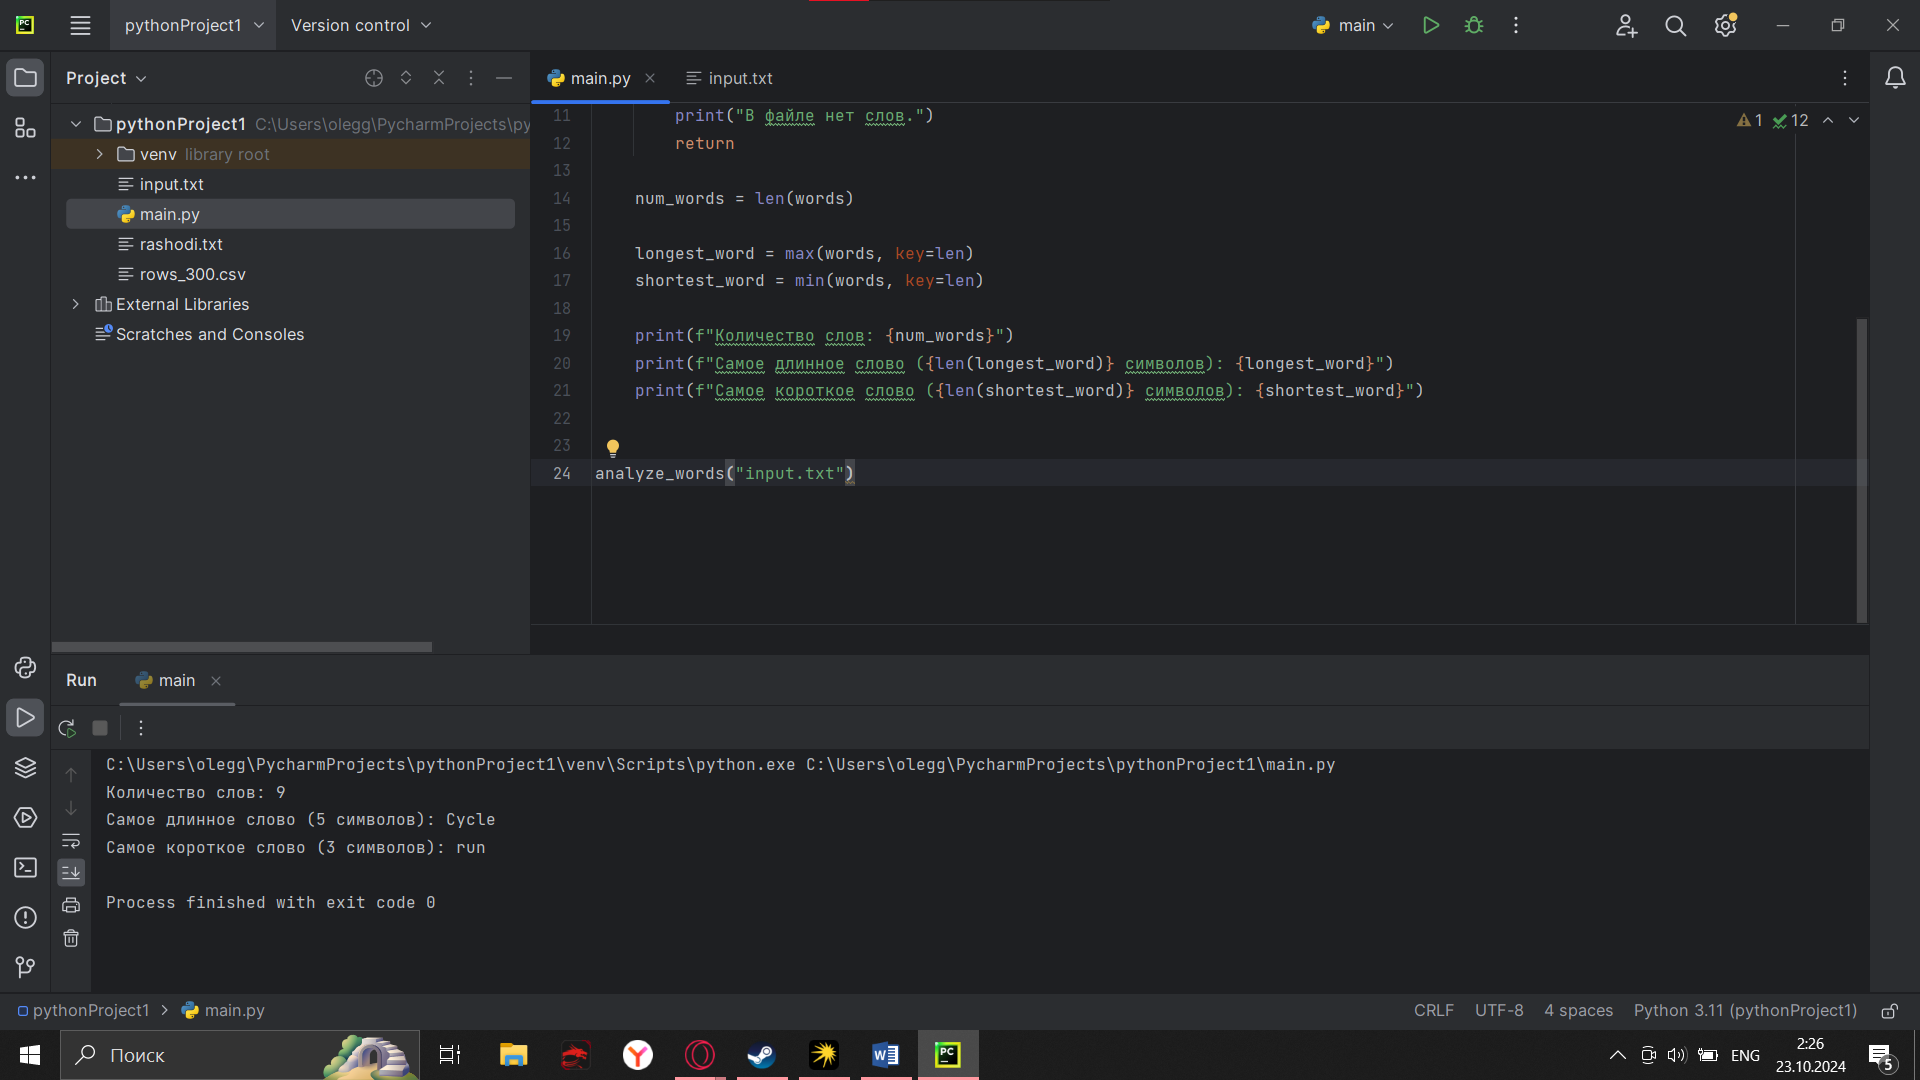 pythonProject1 Version control main
Project
main.py input.txt
pythonProject1 C:\Users\olegg\PycharmProjects\py
venv library root
input.txt
main.py
rashodi.txt
rows_300.csv
External Libraries
Scratches and Consoles
1 12
11 print("В файле нет слов.")
12 return
13
14 num_words = len(words)
15
16 longest_word = max(words, key=len)
17 shortest_word = min(words, key=len)
18
19 print(f"Количество слов: {num_words}")
20 print(f"Самое длинное слово ({len(longest_word)} символов): {longest_word}")
21 print(f"Самое короткое слово ({len(shortest_word)} символов): {shortest_word}")
22
23
24 analyze_words("input.txt")
Run main
C:\Users\olegg\PycharmProjects\pythonProject1\venv\Scripts\python.exe C:\Users\olegg\PycharmProjects\pythonProject1\main.py
Количество слов: 9
Самое длинное слово (5 символов): Cycle
Самое короткое слово (3 символов): run
Process finished with exit code 0
pythonProject1 main.py
CRLF UTF-8 4 spaces Python 3.11 (pythonProject1)
Поиск
ENG
2:26
23.10.2024
5